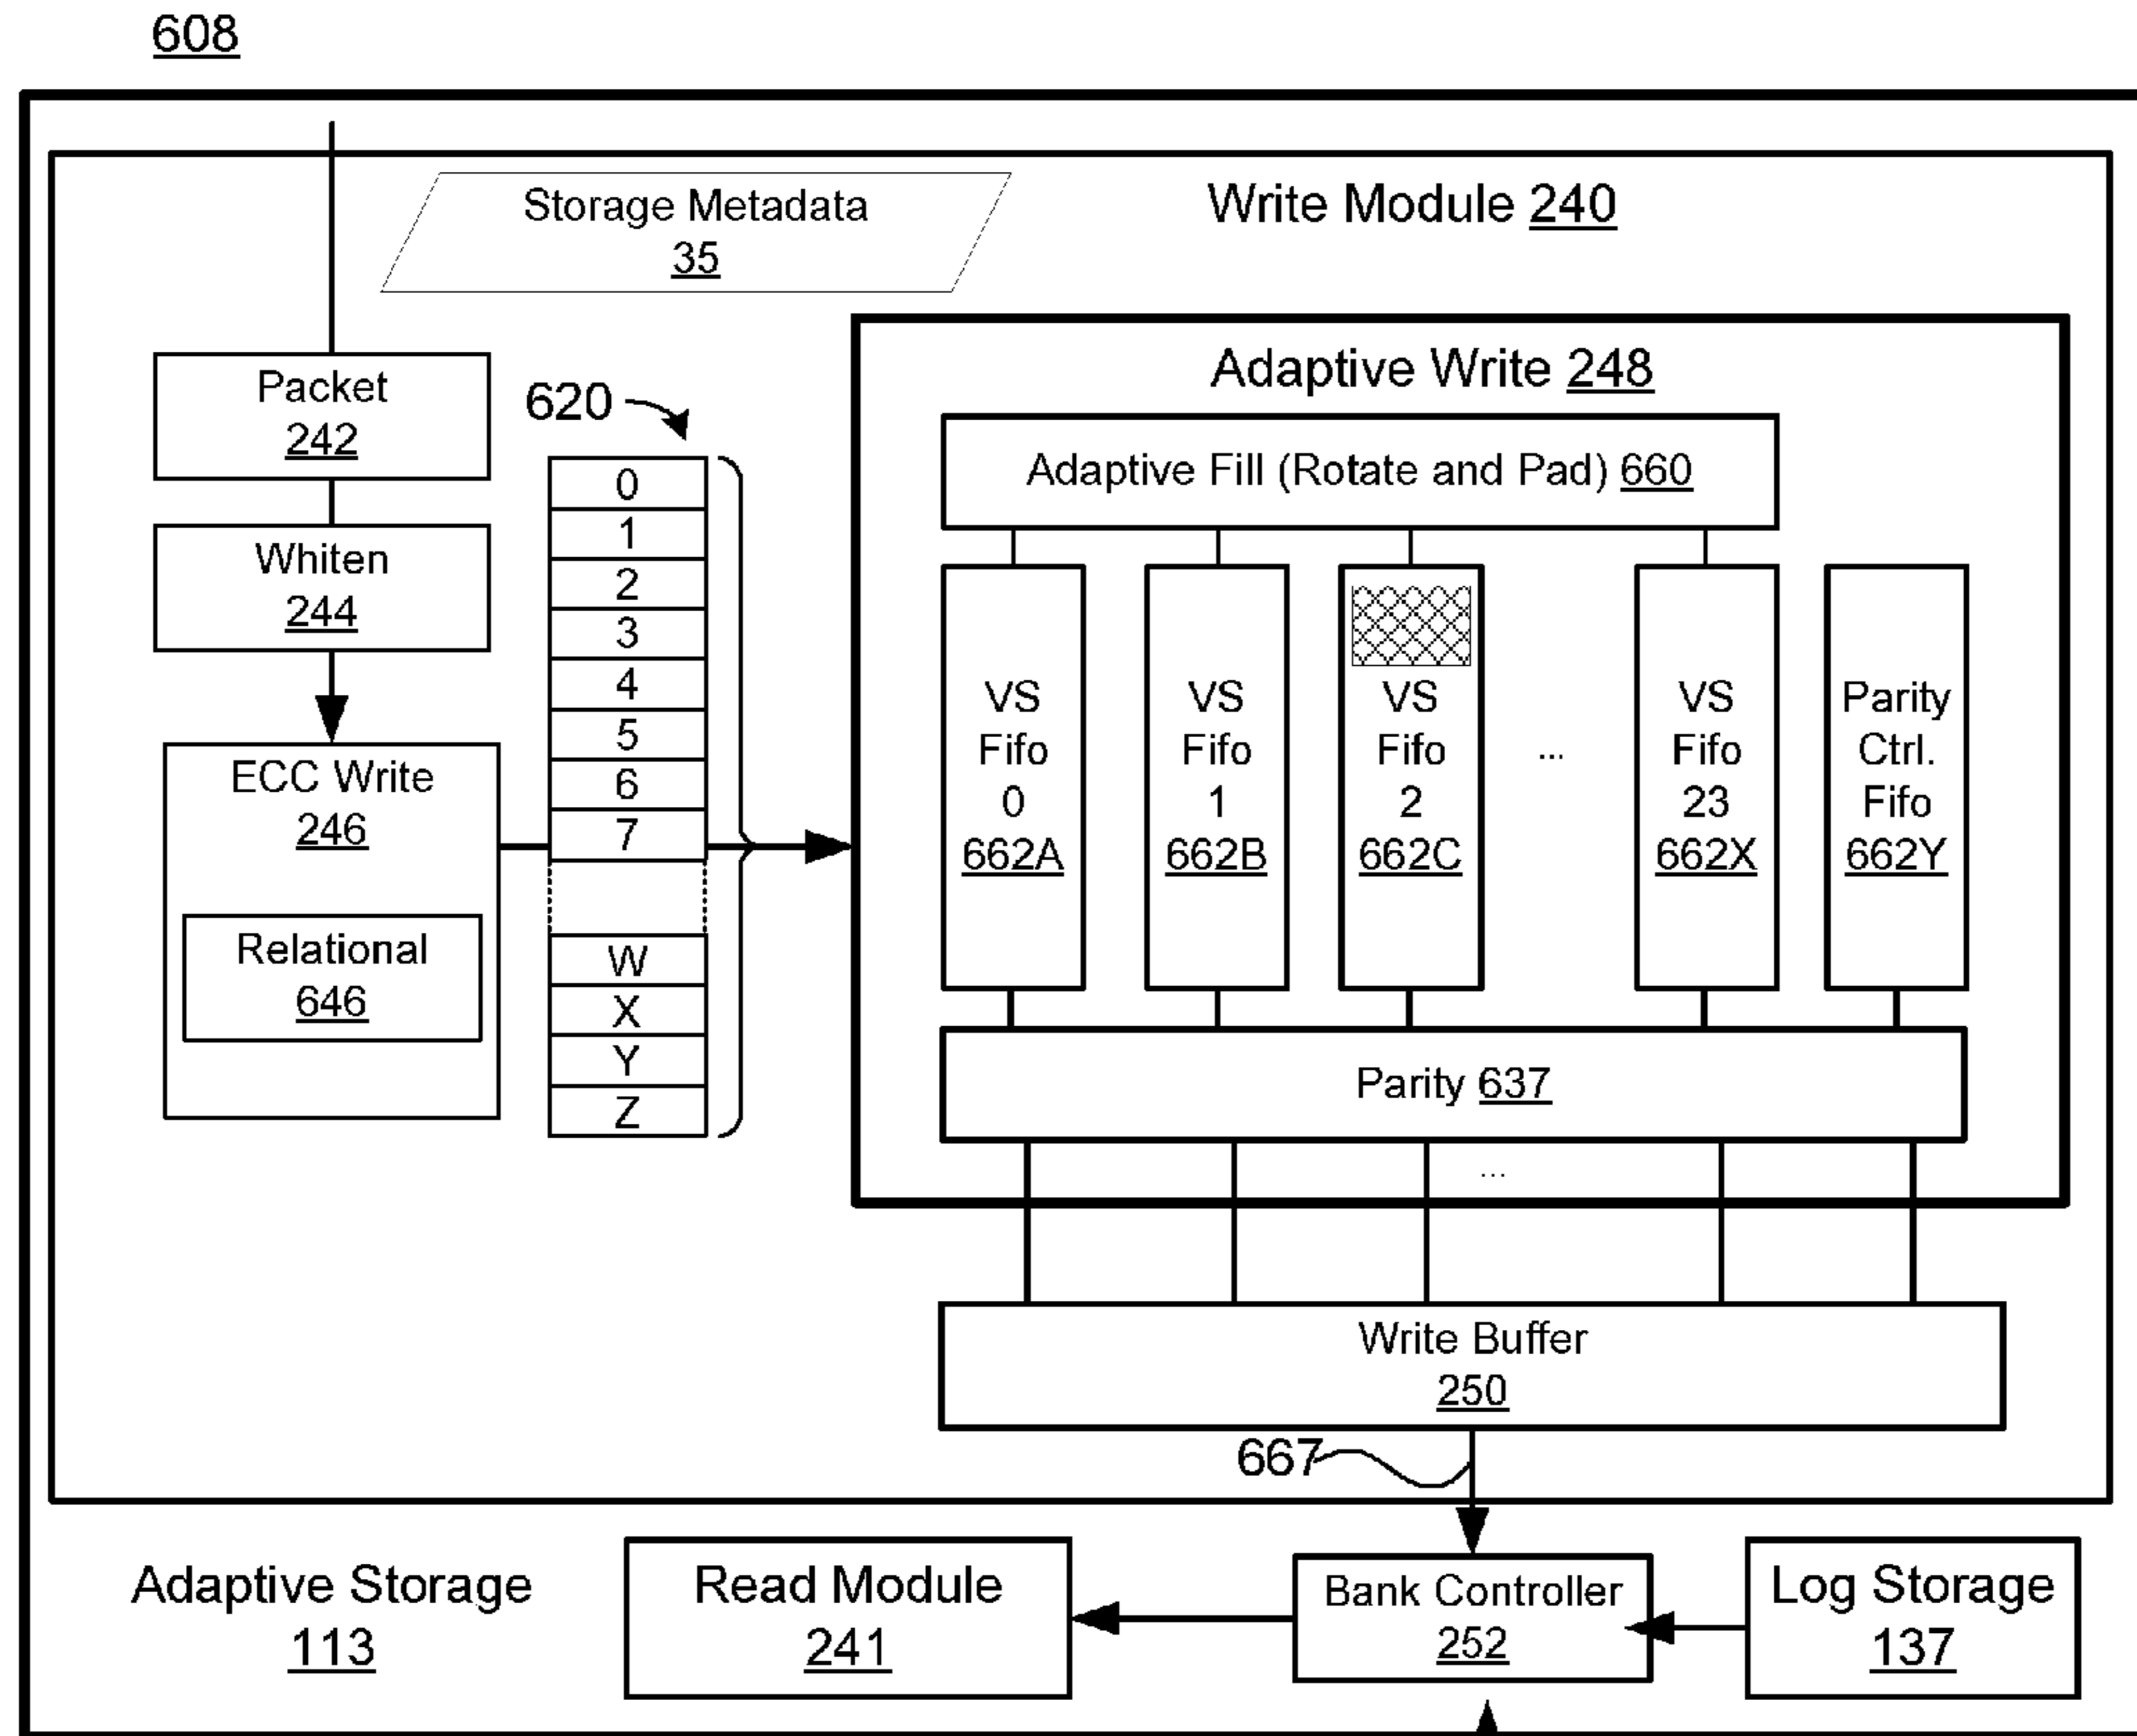 608
Storage Metadata
35
Write Module 240
Packet
242
Whiten
244
ECC Write
246
Relational
646
620
0
1
2
3
4
5
6
7
W
X
Y
Z
Adaptive Write 248
Adaptive Fill (Rotate and Pad) 660
VS
Fifo
0
662A
VS
Fifo
1
662B
VS
Fifo
2
662C
...
VS
Fifo
23
662X
Parity
Ctrl.
Fifo
662Y
Parity 637
...
Write Buffer
250
667
Adaptive Storage
113
Read Module
241
Bank Controller
252
Log Storage
137